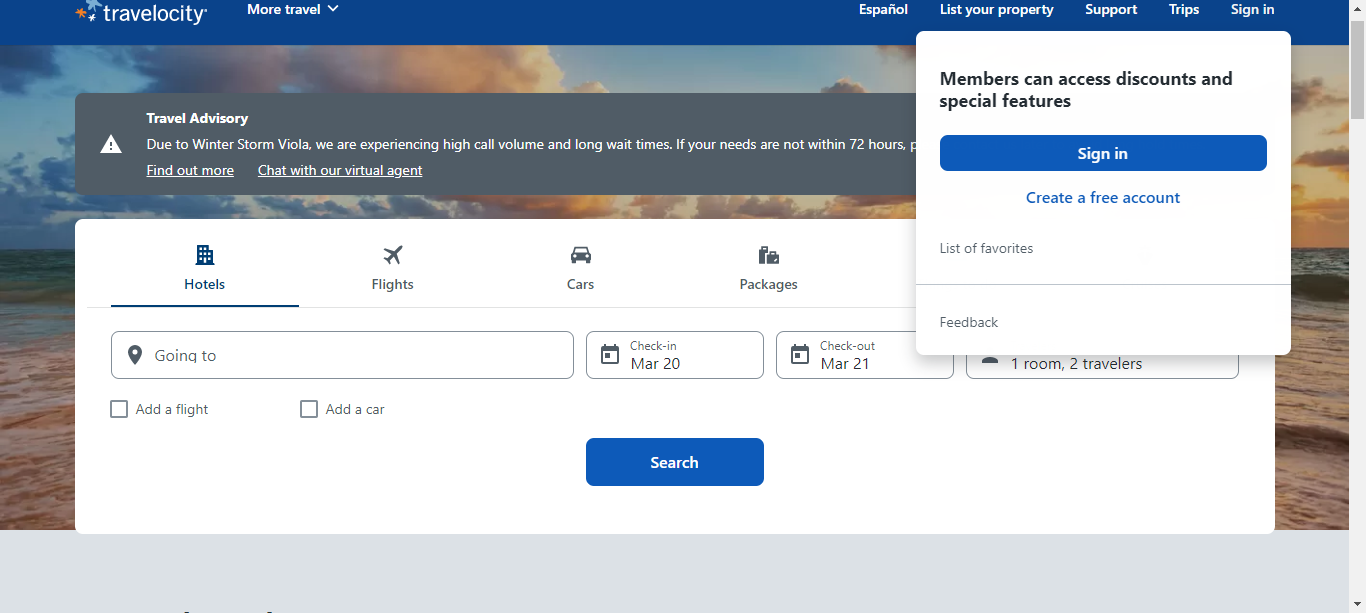 travelocity
More travel
Español
List your property
Support
Trips
Sign in
Members can access discounts and
special features
Sign in
Create a free account
List of favorites
Feedback
Travel Advisory
Due to Winter Storm Viola, we are experiencing high call volume and long wait times. If your needs are not within 72 hours,
Find out more
Chat with our virtual agent
Hotels
Flights
Cars
Packages
Going to
Check-in
Mar 20
Check-out
Mar 21
1 room, 2 travelers
Add a flight
Add a car
Search